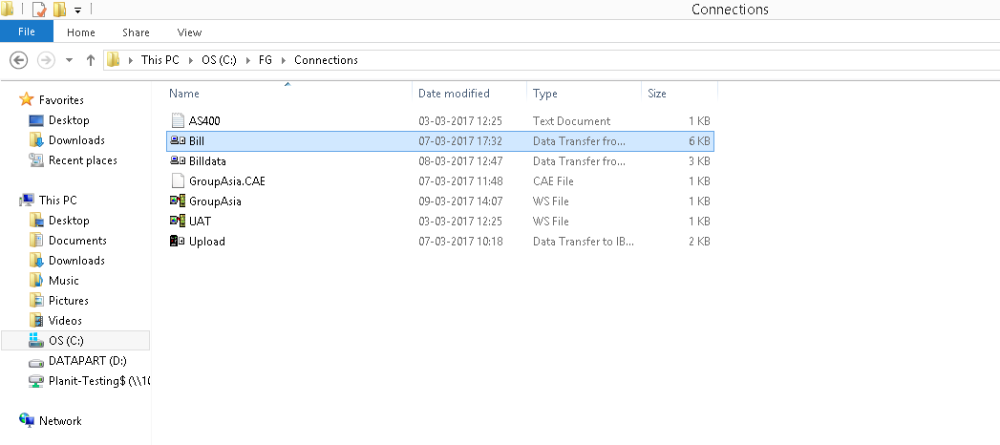 Connections
File Home Share View
This PC OS (C:) FG Connections
Name Date modified Type Size
Favorites
Desktop
Downloads
Recent places
This PC
Desktop
Documents
Downloads
Music
Pictures
Videos
OS (C:)
DATAPART (D:)
Planit-Testing$ (\\10
Network
AS400 03-03-2017 12:25 Text Document 1 KB
Bill 07-03-2017 17:32 Data Transfer fro... 6 KB
Billdata 08-03-2017 12:47 Data Transfer fro... 3 KB
GroupAsia.CAE 07-03-2017 11:48 CAE File 1 KB
GroupAsia 09-03-2017 14:07 WS File 1 KB
UAT 03-03-2017 12:25 WS File 1 KB
Upload 07-03-2017 10:18 Data Transfer to IB... 2 KB